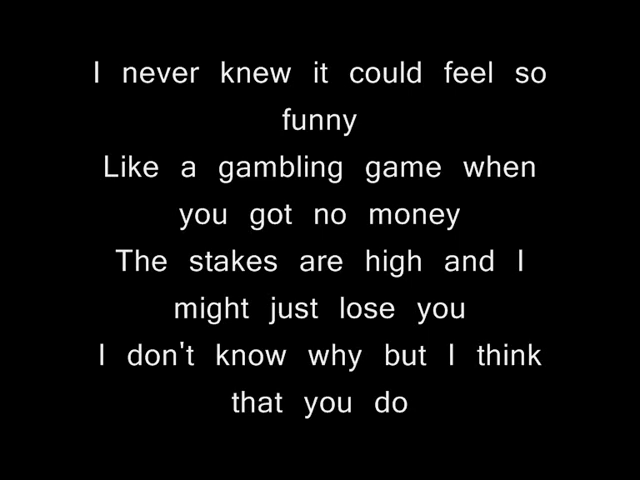 I never knew it could feel so
funny
Like a gambling game when
you got no money
The stakes are high and I
might just lose you
I don't know why but I think
that you do